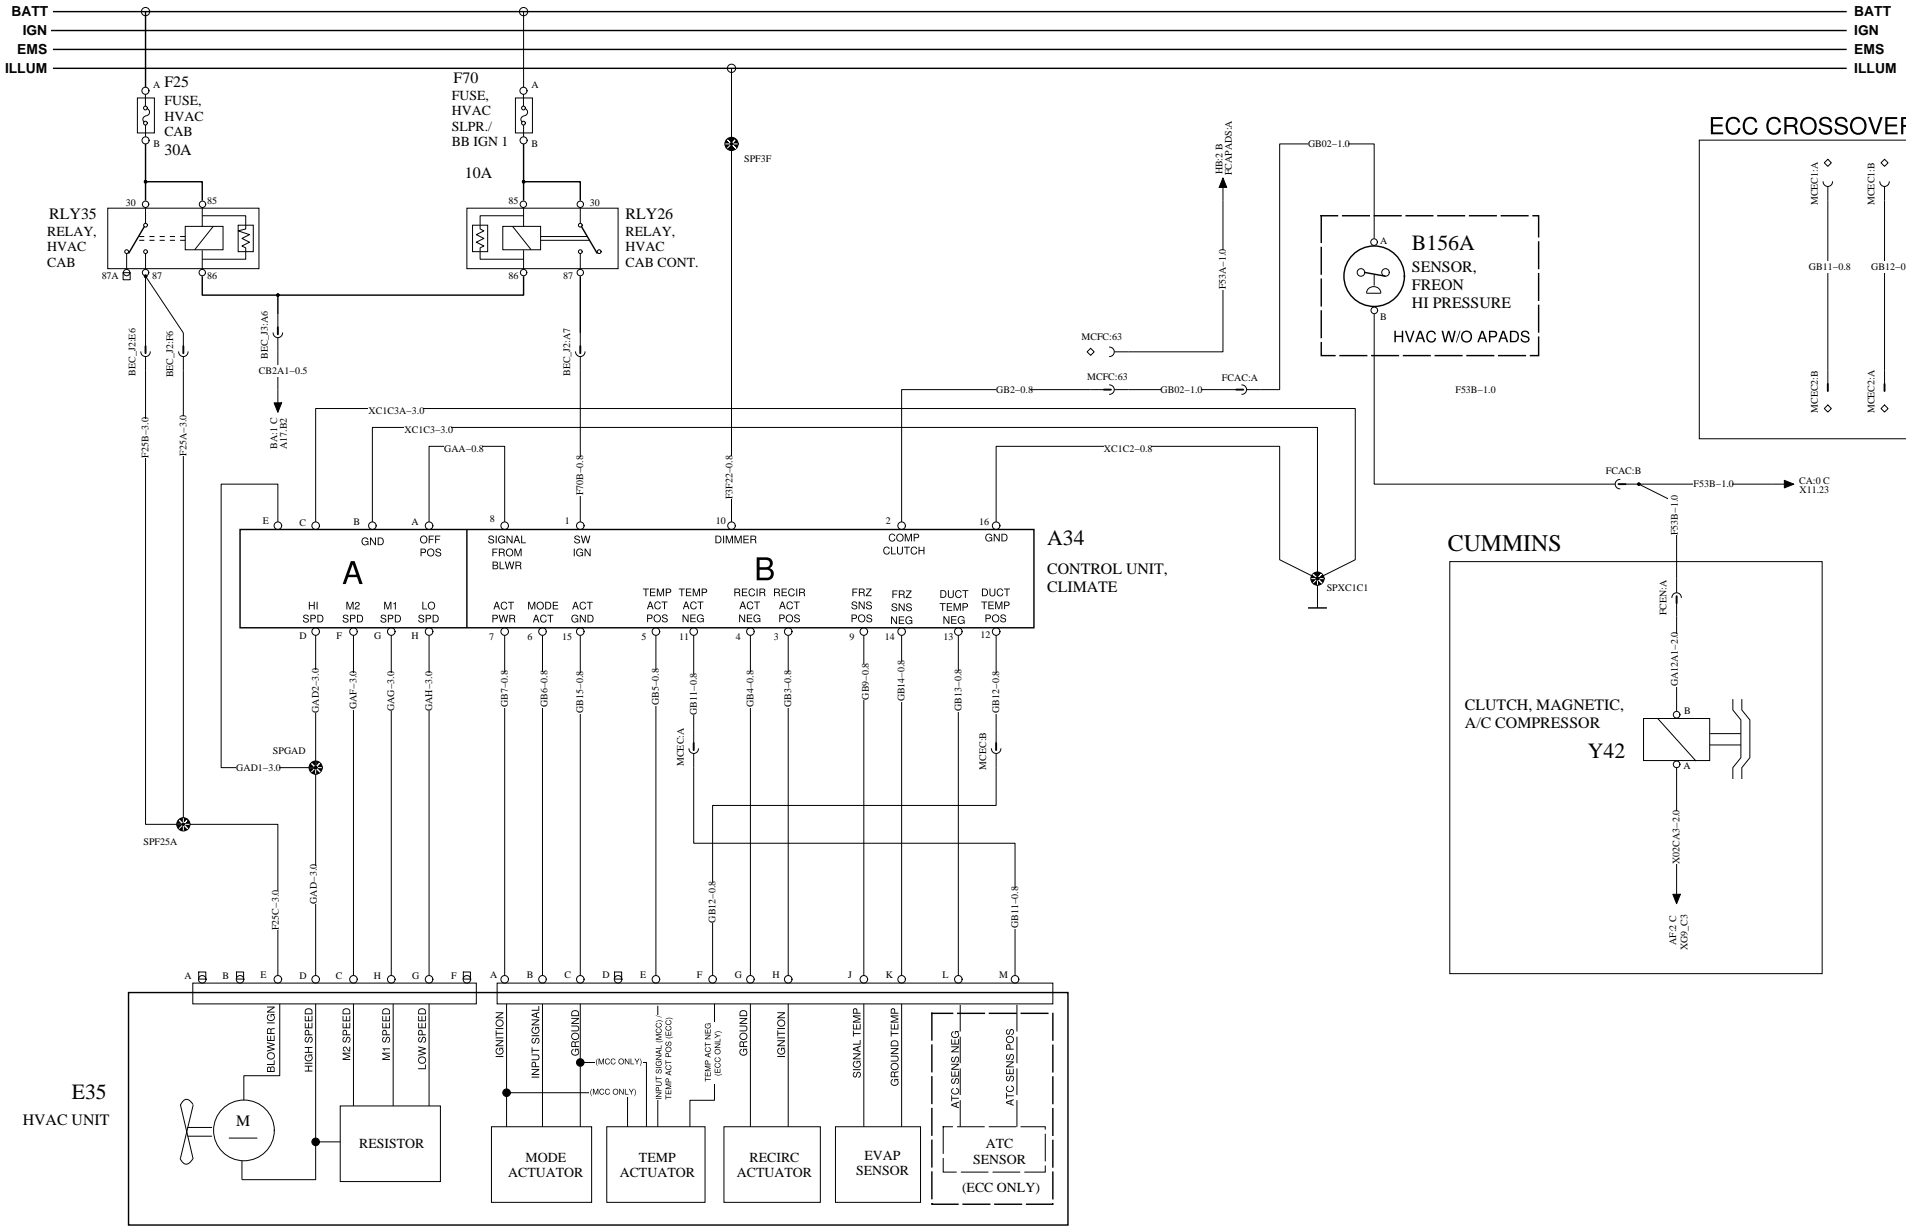 BATT
IGN
EMS
ILLUM
BATT
IGN
EMS
ILLUM
A
F25
FUSE,
HVAC
CAB
30A
B
F70
FUSE,
HVAC
SLPR./
BB IGN 1
10A
A
B
SPF3F
HB:2 B
FCAPADS:A
GB02-1.0
ECC CROSSOVER
MCEC1:A
MCEC1:B
GB11-0.8
GB12-0
MCEC2:B
MCEC2:A
RLY35
RELAY,
HVAC
CAB
30
85
87A
87
86
85
30
86
87
RLY26
RELAY,
HVAC
CAB CONT.
F53A-1.0
A
B156A
SENSOR,
FREON
HI PRESSURE
B
HVAC W/O APADS
BEC_J2:E6
BEC_J2:F6
BEC_J3:A6
CB2A1-0.5
BA:1 C
A17.B2
BEC_J2:A7
MCFC:63
MCFC:63
GB2-0.8
GB02-1.0
FCAC:A
F53B-1.0
F25B-3.0
F25A-3.0
XC1C3A-3.0
XC1C3-3.0
GAA-0.8
F70B-0.8
F3F22-0.8
XC1C2-0.8
FCAC:B
F53B-1.0
CA:0 C
X11.23
F53B-1.0
E
C
B
A
8
1
10
2
16
GND
OFF
POS
SIGNAL
FROM
BLWR
SW
IGN
DIMMER
COMP
CLUTCH
GND
A
B
A34
CONTROL UNIT,
CLIMATE
SPXC1C1
HI
SPD
M2
SPD
M1
SPD
LO
SPD
ACT
PWR
MODE
ACT
ACT
GND
TEMP
ACT
POS
TEMP
ACT
NEG
RECIR
ACT
NEG
RECIR
ACT
POS
FRZ
SNS
POS
FRZ
SNS
NEG
DUCT
TEMP
NEG
DUCT
TEMP
POS
D
F
G
H
7
6
15
5
11
4
3
9
14
13
12
GAD2-3.0
GAF-3.0
GAG-3.0
GAH-3.0
GB7-0.8
GB6-0.8
GB15-0.8
GB5-0.8
GB11-0.8
GB4-0.8
GB3-0.8
GB9-0.8
GB14-0.8
GB13-0.8
GB12-0.8
MCEC:A
MCEC:B
SPGAD
GAD1-3.0
SPF25A
GAD-3.0
F25C-3.0
GB12-0.8
GB11-0.8
CUMMINS
FCEN:A
GA12A1-2.0
CLUTCH, MAGNETIC,
A/C COMPRESSOR
Y42
B
A
X02CA3-2.0
AF:2 C
XG9_C3
A
B
E
D
C
H
G
F
A
B
C
D
E
F
G
H
J
K
L
M
BLOWER IGN
HIGH SPEED
M2 SPEED
M1 SPEED
LOW SPEED
IGNITION
INPUT SIGNAL
GROUND
INPUT SIGNAL (MCC) /
TEMP ACT POS (ECC)
TEMP ACT NEG
(ECC ONLY)
GROUND
IGNITION
SIGNAL TEMP
GROUND TEMP
ATC SENS NEG
ATC SENS POS
(MCC ONLY)
(MCC ONLY)
E35
HVAC UNIT
M
RESISTOR
MODE
ACTUATOR
TEMP
ACTUATOR
RECIRC
ACTUATOR
EVAP
SENSOR
ATC
SENSOR
(ECC ONLY)